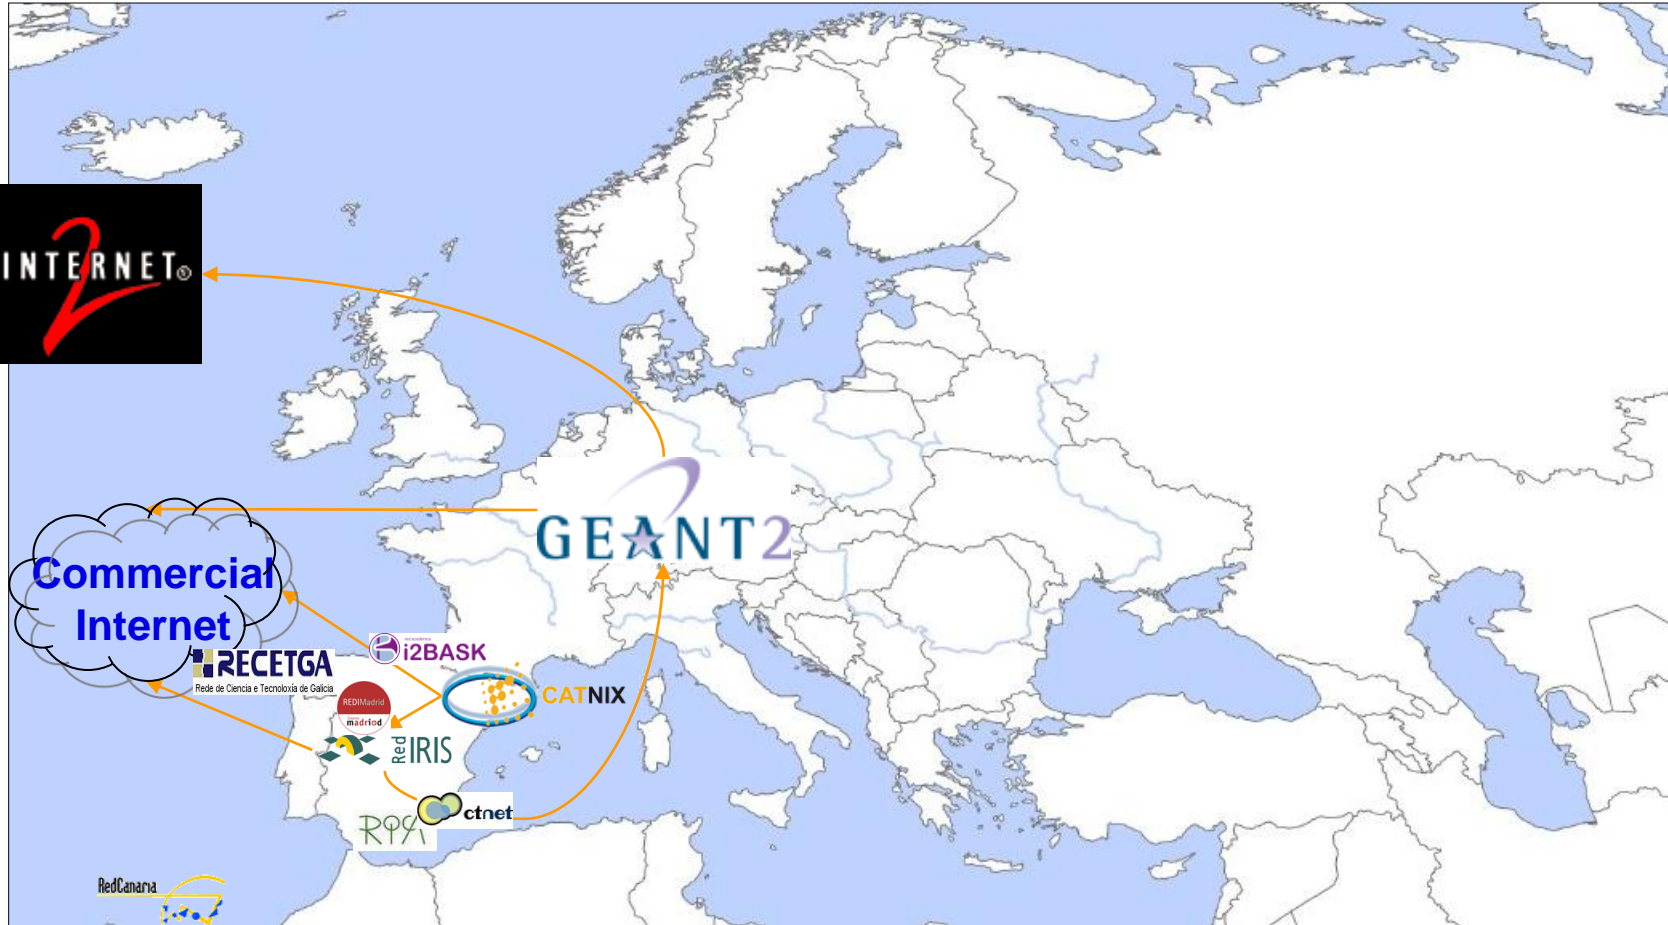 INTERNET®
2
GEANT2
Commercial
Internet
i2BASK
RECETGA
Rede de Ciencia e Tecnoloxia de Galicia
CATNIX
REDIMadrid
madrid
Red IRIS
ctnet
RedCanaria